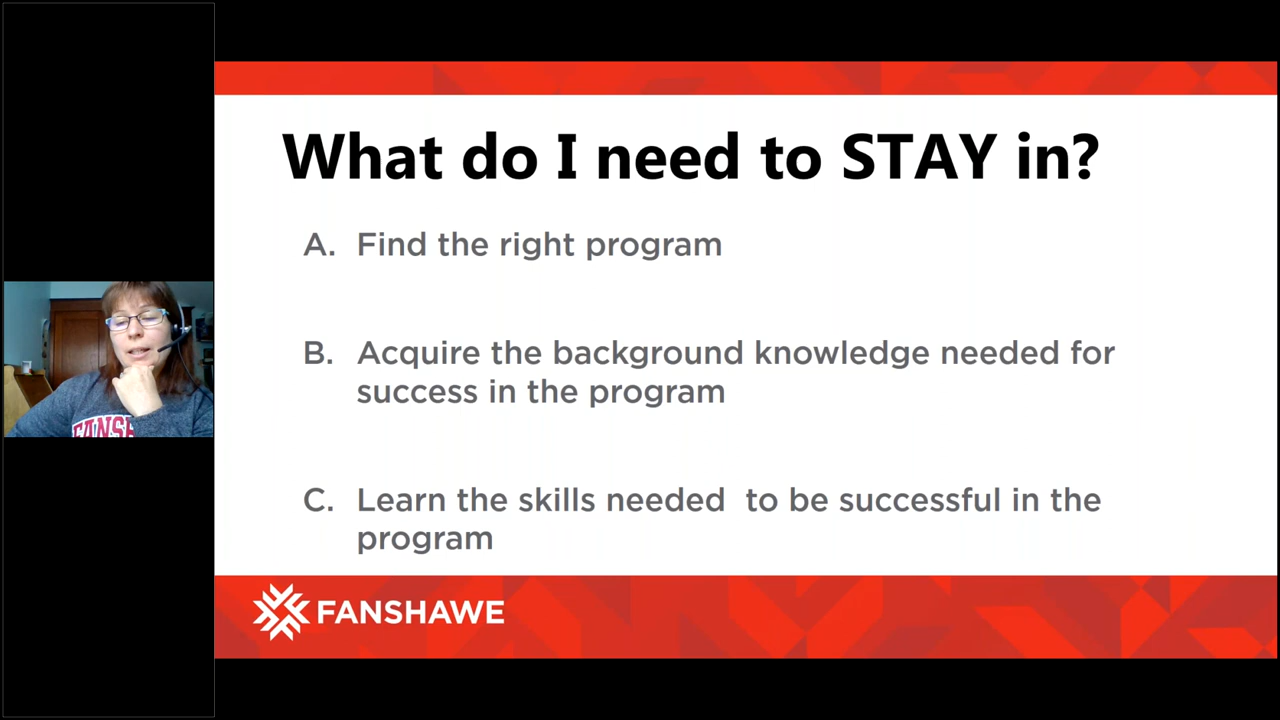 What do I need to STAY in?
A. Find the right program
B. Acquire the background knowledge needed for
success in the program
C. Learn the skills needed to be successful in the
program
FANSHAWE